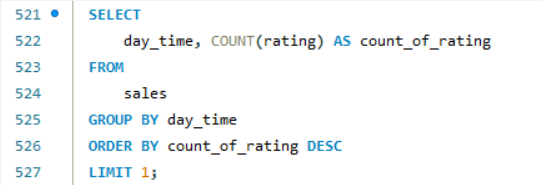 521 SELECT
522 day_time, COUNT(rating) AS count_of_rating
523 FROM
524 sales
525 GROUP BY day_time
526 ORDER BY count_of_rating DESC
527 LIMIT 1;